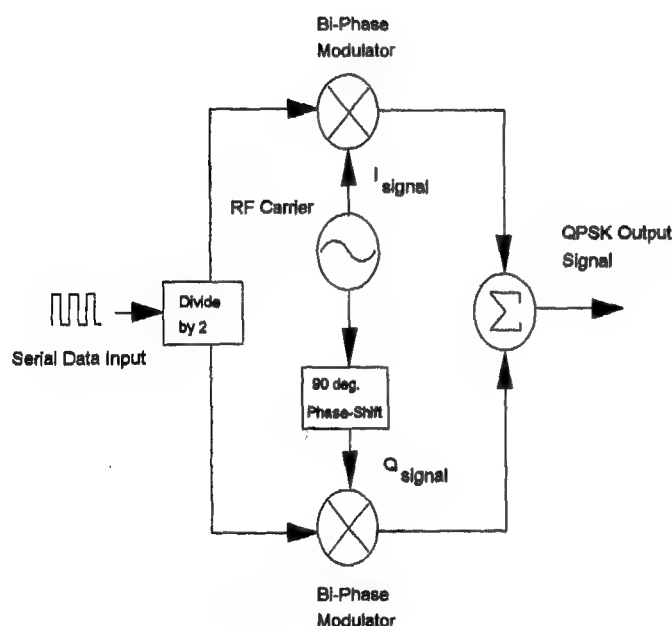 Bi-Phase
Modulator
I signal
RF Carrier
QPSK Output
Signal
Divide
by 2
Σ
Serial Data Input
90 deg.
Phase-Shift
Q signal
Bi-Phase
Modulator